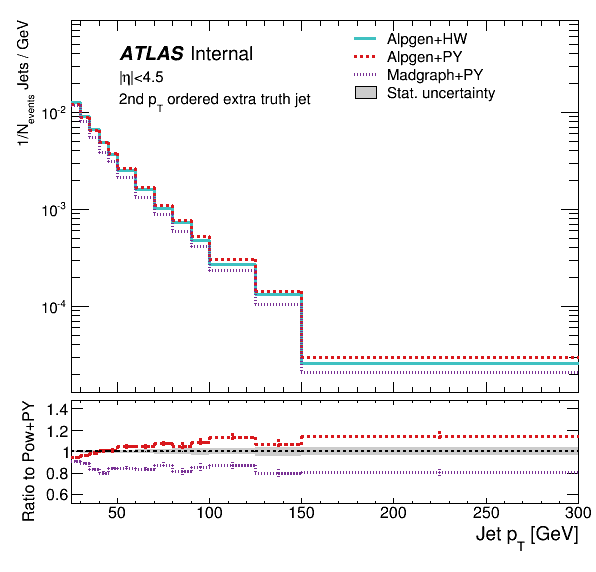 Alpgen+HW
Alpgen+PY
Madgraph+PY
Stat. uncertainty
ATLAS Internal
|η|<4.5
2nd p_T ordered extra truth jet
1/N_events Jets / GeV
10⁻²
10⁻³
10⁻⁴
Ratio to Pow+PY
1.4
1.2
1
0.8
0.6
50 100 150 200 250 300
Jet p_T [GeV]